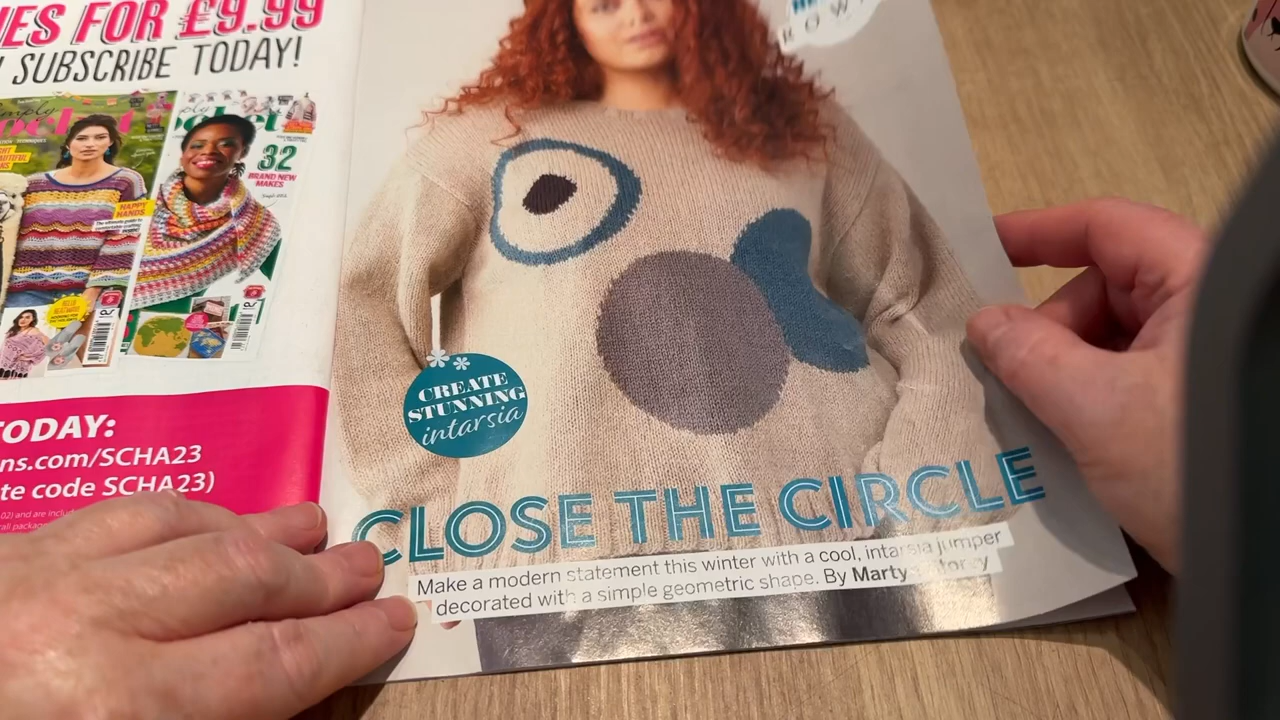 IES FOR £9.99
SUBSCRIBE TODAY!
32
BRAND NEW
MAKES
HAPPY
HANDS
TODAY:
ns.com/SCHA23
te code SCHA23)
CREATE
STUNNING
intarsia
CLOSE THE CIRCLE
Make a modern statement this winter with a cool, intarsia jumper
decorated with a simple geometric shape. By Marty